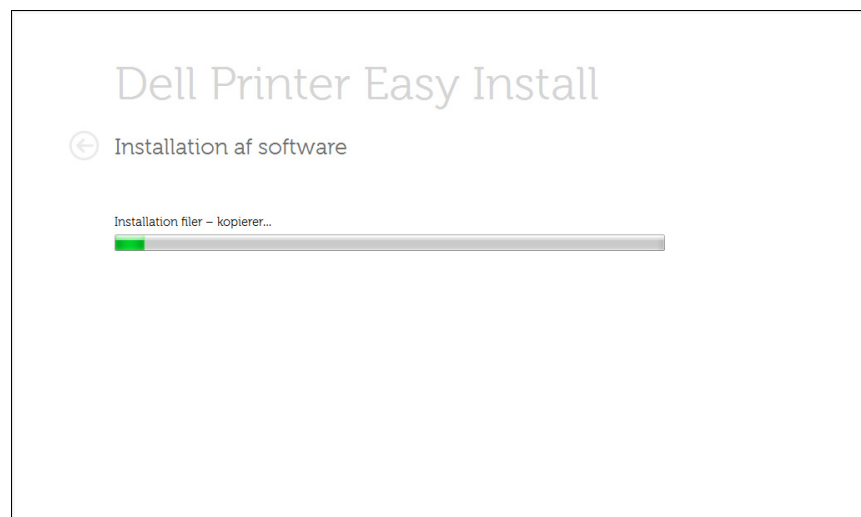 Dell Printer Easy Install
Installation af software
Installation filer – kopierer...